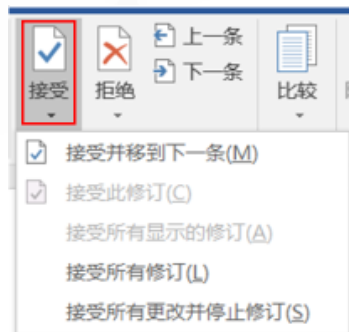 接受
拒绝
上一条
下一条
比较
接受并移到下一条(M)
接受此修订(C)
接受所有显示的修订(A)
接受所有修订(L)
接受所有更改并停止修订(S)